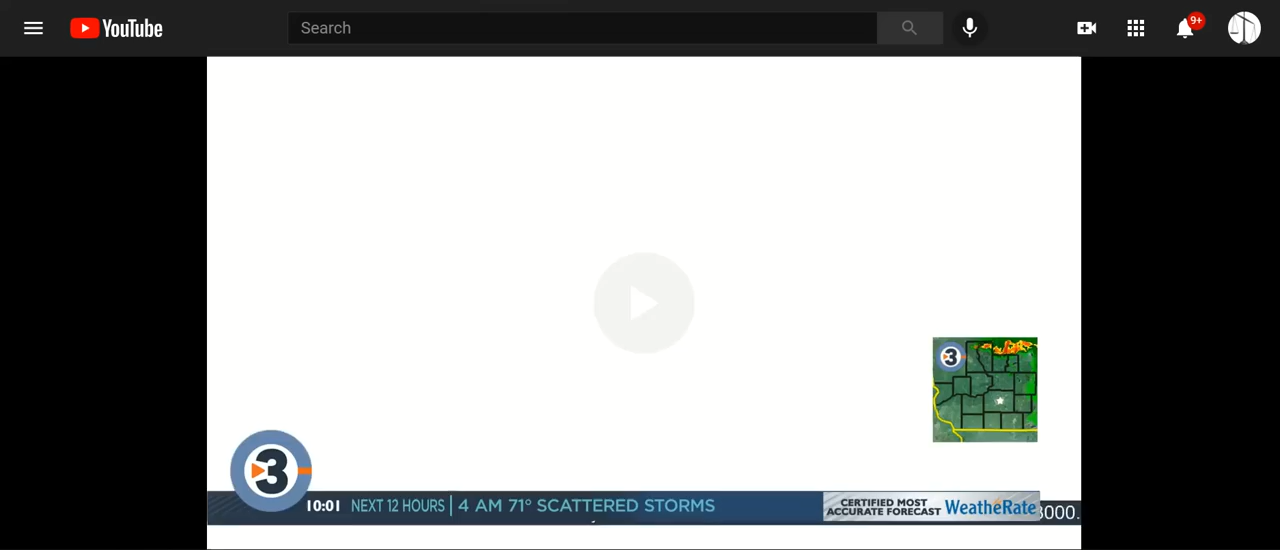 YouTube
Search
9+
3
3
10:01 NEXT 12 HOURS | 4 AM 71° SCATTERED STORMS
CERTIFIED MOST
ACCURATE FORECAST
WeatheRate
3000.